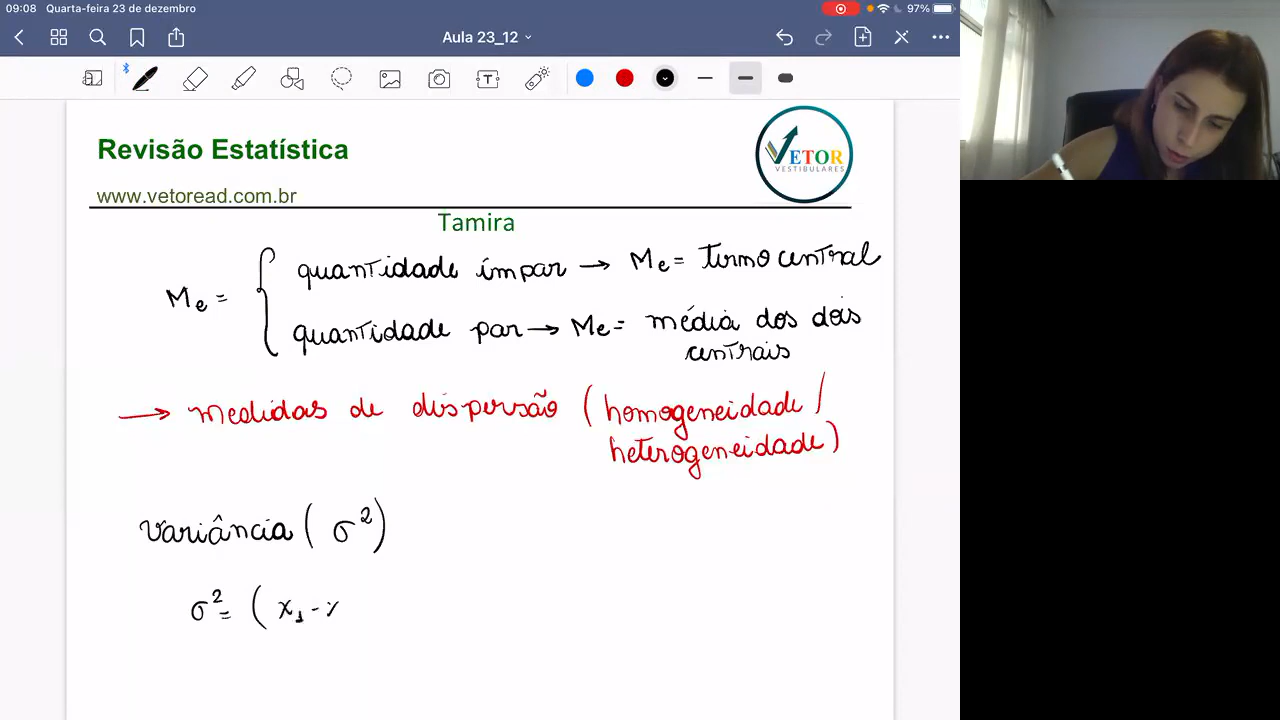 09:08 Quarta-feira 23 de dezembro
97%
Aula 23_12
Revisão Estatística
VETOR
VESTIBULARES
www.vetoread.com.br
Tamira
Me = { quantidade ímpar → Me = termo central
quantidade par → Me = média dos dois
centrais
→ medidas de dispersão (homogeneidade /
heterogeneidade)
Variância (σ²)
σ² = (x₁ - x